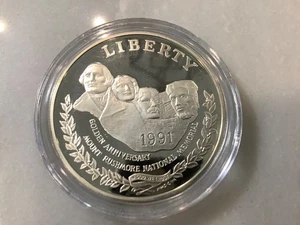 LIBERTY
1991
GOLDEN ANNIVERSARY
MOUNT RUSHMORE NATIONAL MEMORIAL